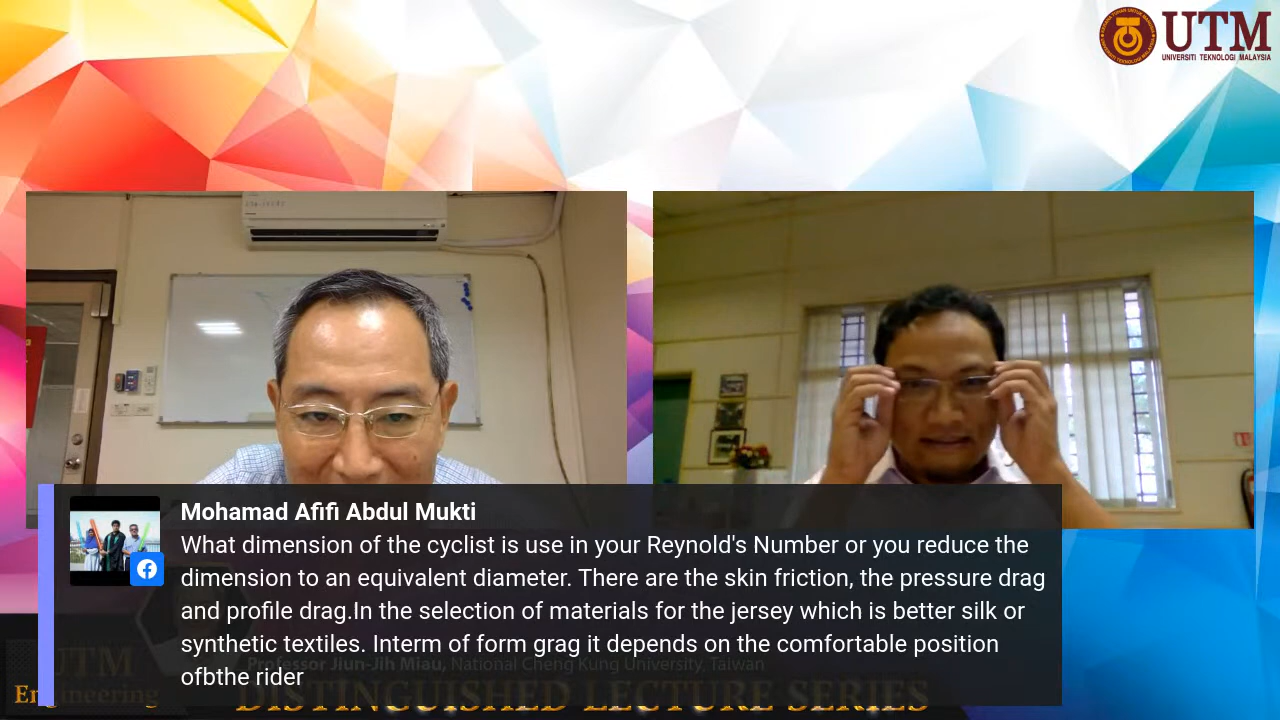 UTM
UNIVERSITI TEKNOLOGI MALAYSIA
Mohamad Afifi Abdul Mukti
What dimension of the cyclist is use in your Reynold's Number or you reduce the
dimension to an equivalent diameter. There are the skin friction, the pressure drag
and profile drag.In the selection of materials for the jersey which is better silk or
synthetic textiles. Interm of form grag it depends on the comfortable position
ofbthe rider
UTM
Engineering
Professor Jiun-Jih Miau, National Cheng Kung University, Taiwan
DISTINGUISHED LECTURE SERIES